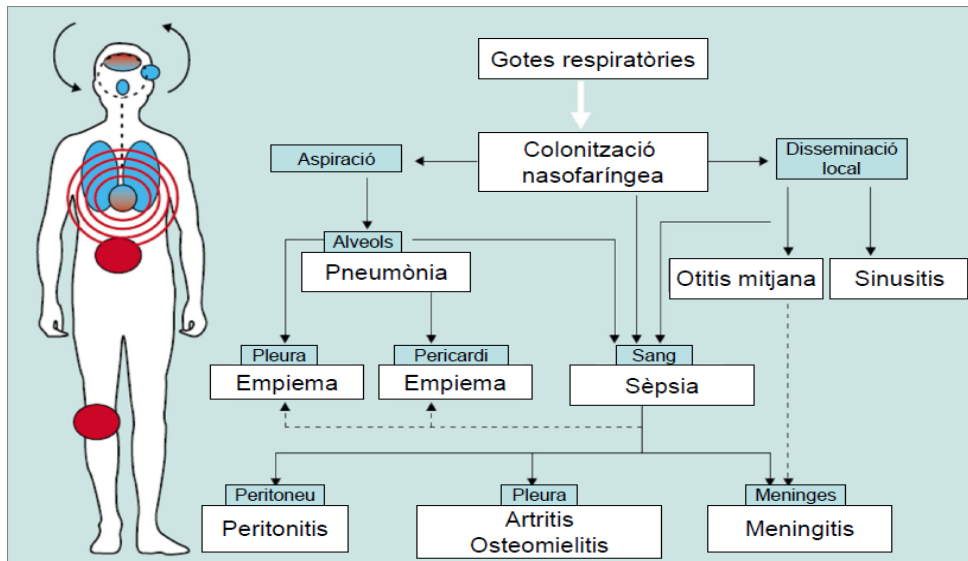 Gotes respiratòries
Colonització
nasofaríngea
Aspiració
Disseminació
local
Alveols
Pneumònia
Otitis mitjana
Sinusitis
Pleura
Empiema
Pericardi
Empiema
Sang
Sèpsia
Peritoneu
Peritonitis
Pleura
Artritis
Osteomielitis
Meninges
Meningitis